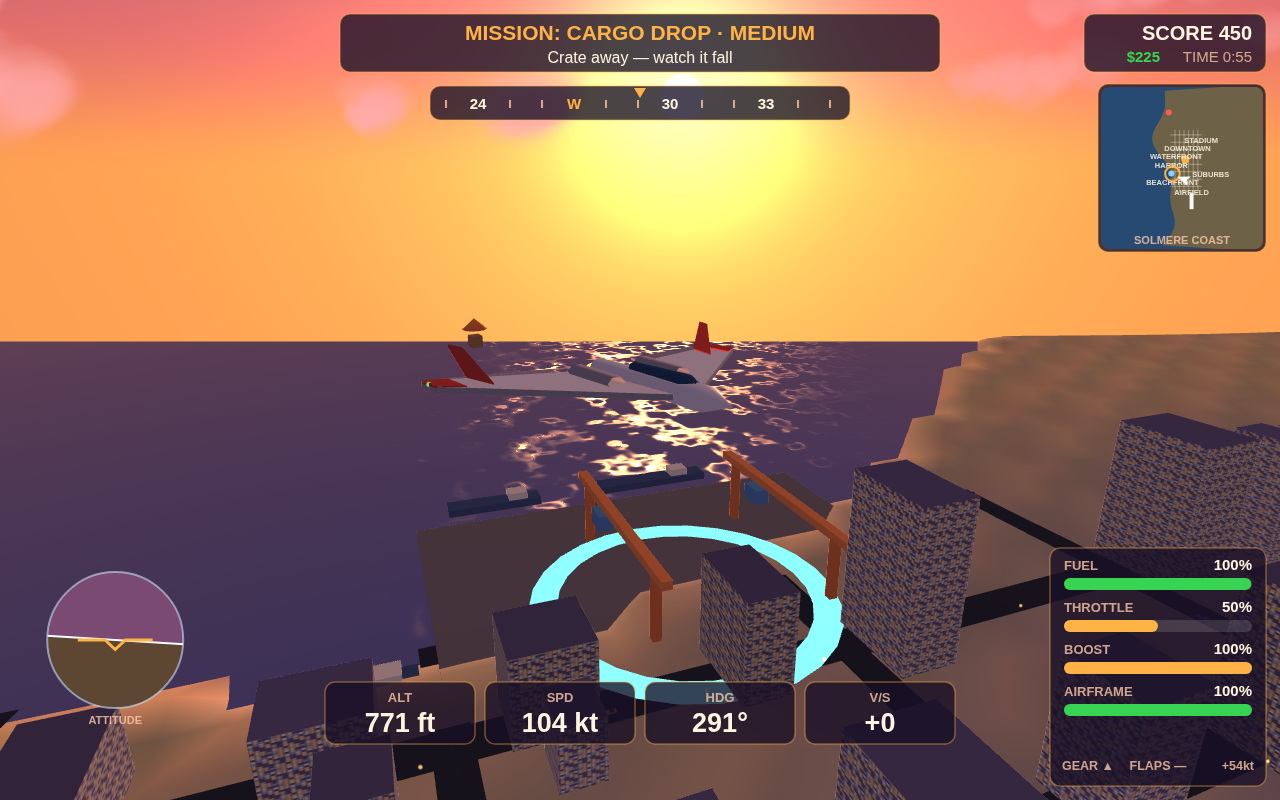 MISSION: CARGO DROP · MEDIUM
Crate away — watch it fall
SCORE 450
$225 TIME 0:55
24 W 30 33
STADIUM
DOWNTOWN
WATERFRONT
HARBOR
SUBURBS
BEACHFRONT
AIRFIELD
SOLMERE COAST
FUEL 100%
THROTTLE 50%
BOOST 100%
AIRFRAME 100%
GEAR ▲ FLAPS — +54kt
ATTITUDE
ALT
771 ft
SPD
104 kt
HDG
291°
V/S
+0